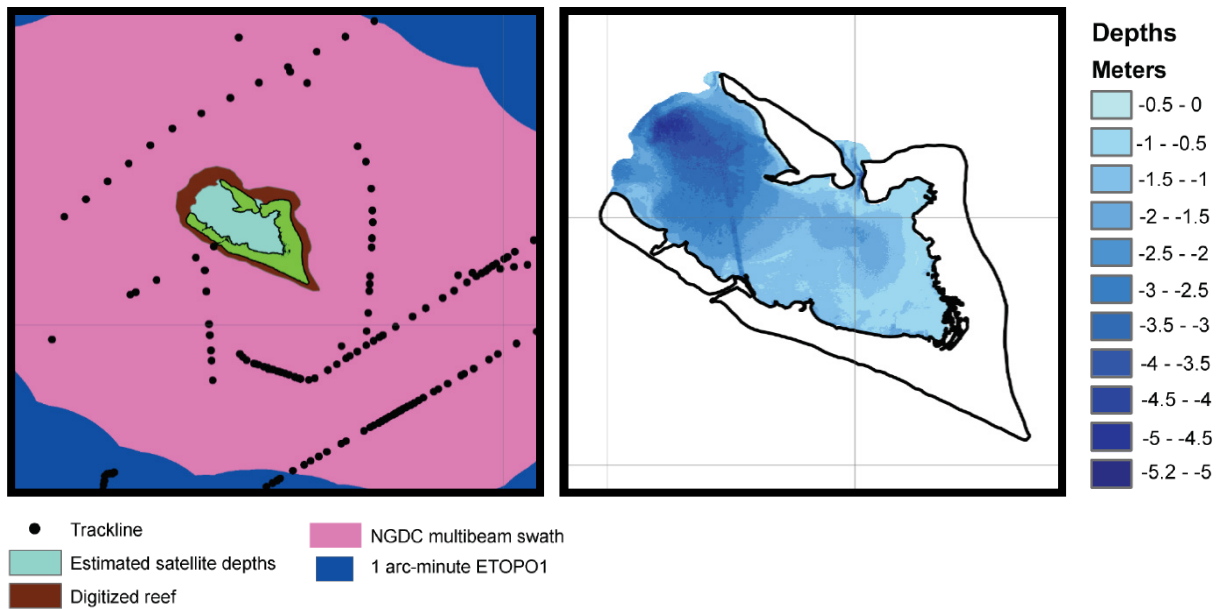 Depths
Meters
-0.5 - 0
-1 - -0.5
-1.5 - -1
-2 - -1.5
-2.5 - -2
-3 - -2.5
-3.5 - -3
-4 - -3.5
-4.5 - -4
-5 - -4.5
-5.2 - -5
Trackline
Estimated satellite depths
Digitized reef
NGDC multibeam swath
1 arc-minute ETOPO1